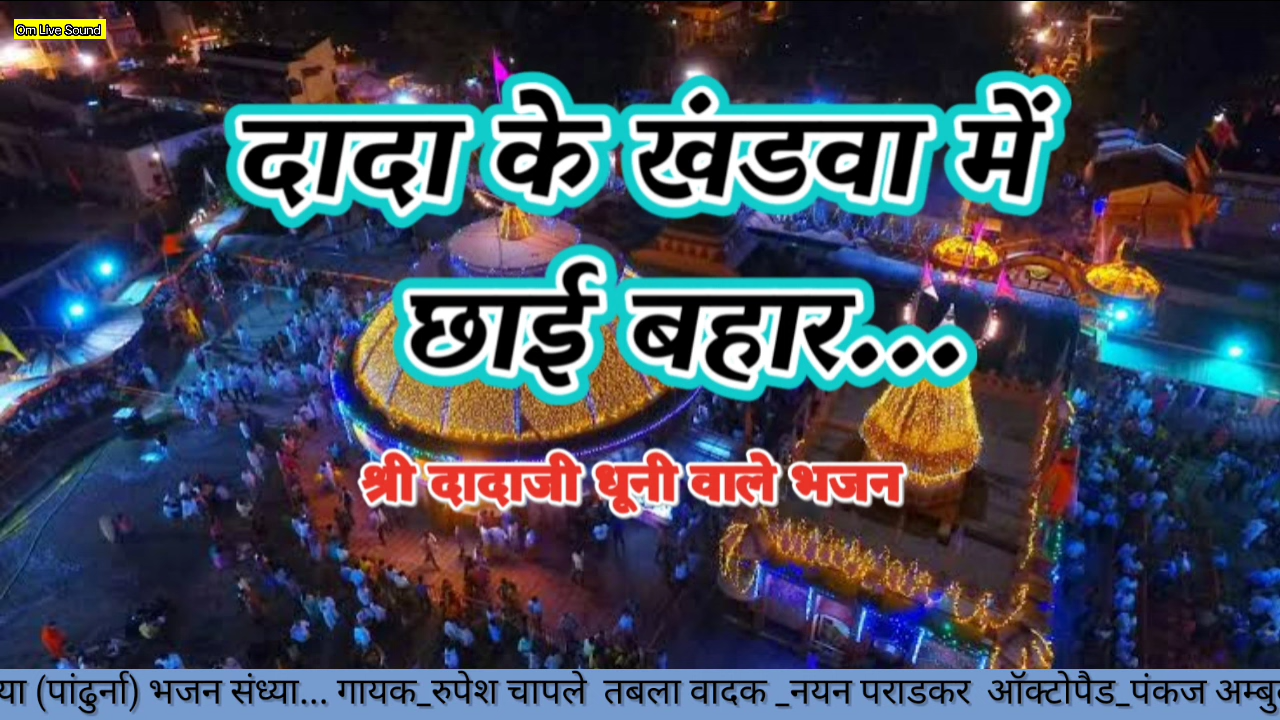 Om Live Sound
दादा के खंडवा में
छाई बहार...
श्री दादाजी धूनी वाले भजन
(पांढुर्ना) भजन संध्या... गायक_रुपेश चापले तबला वादक _नयन पराडकर ऑक्टोपैड_पंकज